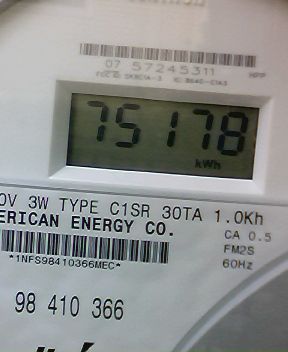 07 57245311
HPP
75178
kWh
0V 3W TYPE C1SR 30TA 1.0Kh
ERICAN ENERGY CO.
CA 0.5
FM2S
60Hz
*1NFS98410366MEC*
98 410 366